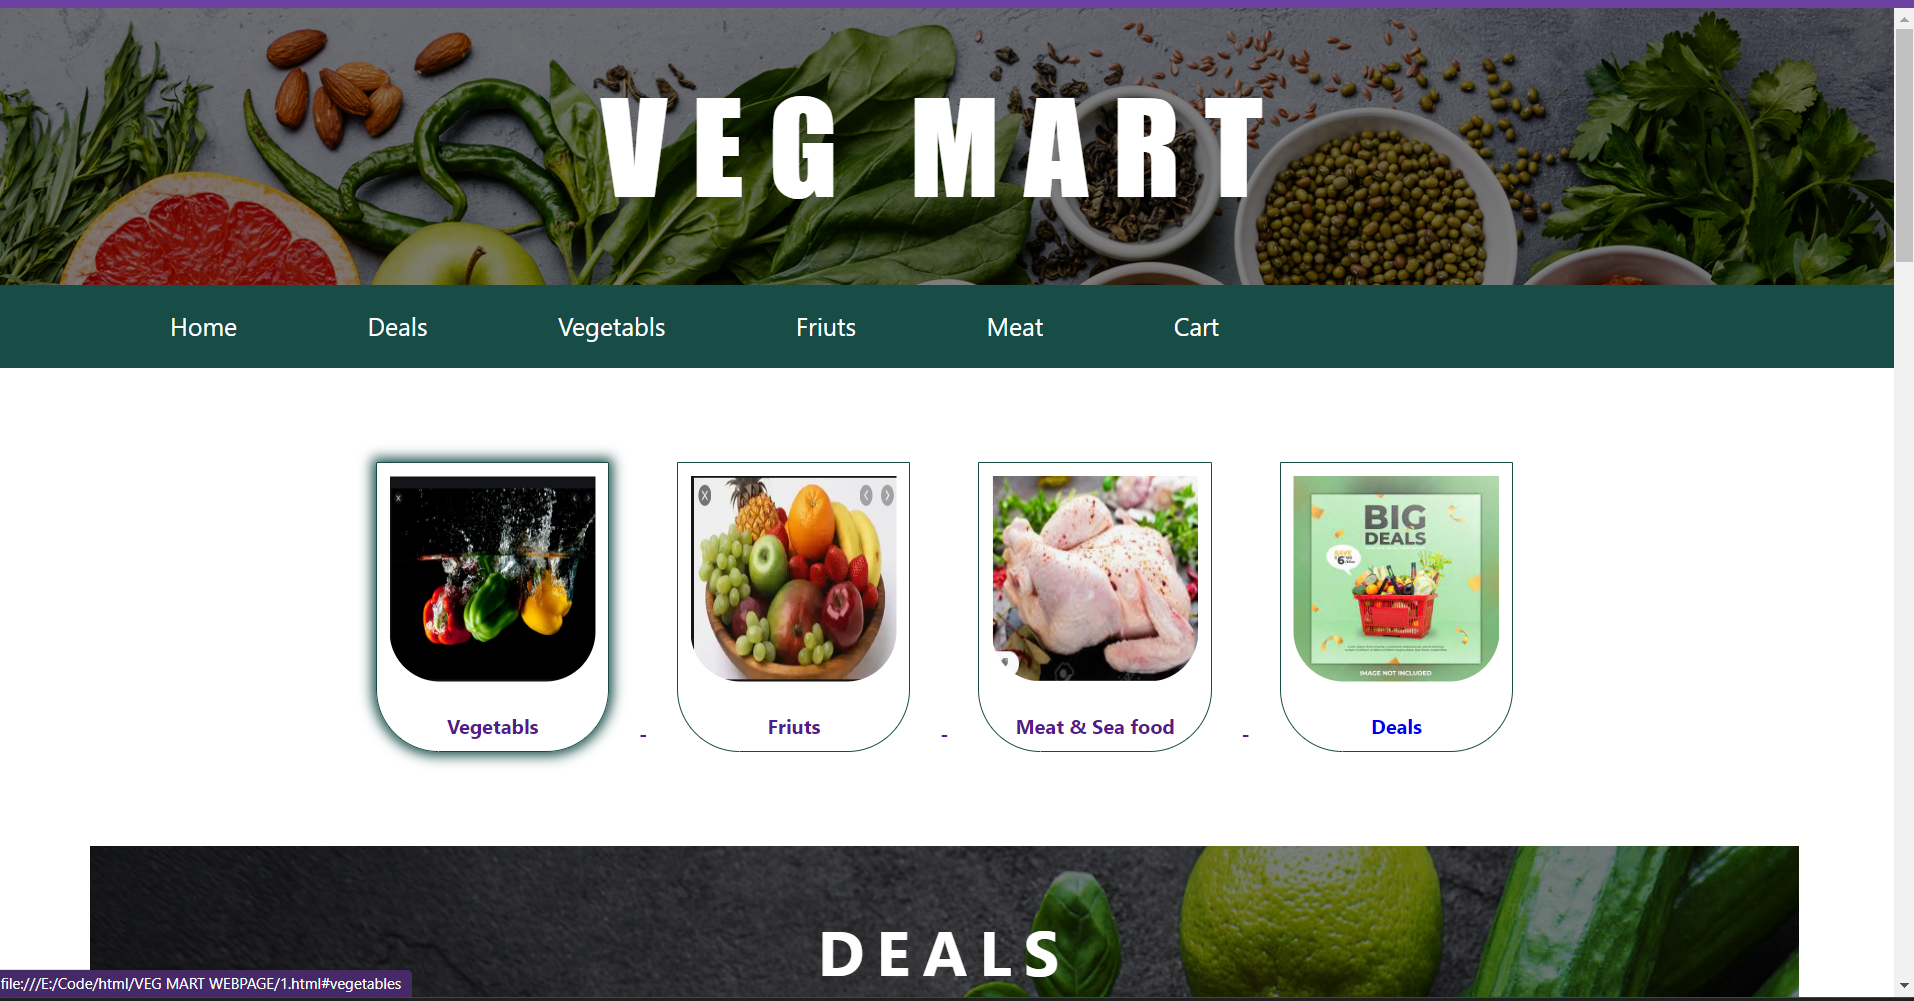 VEG MART
Home Deals Vegetabls Friuts Meat Cart
BIG
DEALS
SAVE
IMAGE NOT INCLUDED
Vegetabls - Friuts - Meat & Sea food - Deals
DEALS
file:///E:/Code/html/VEG MART WEBPAGE/1.html#vegetables